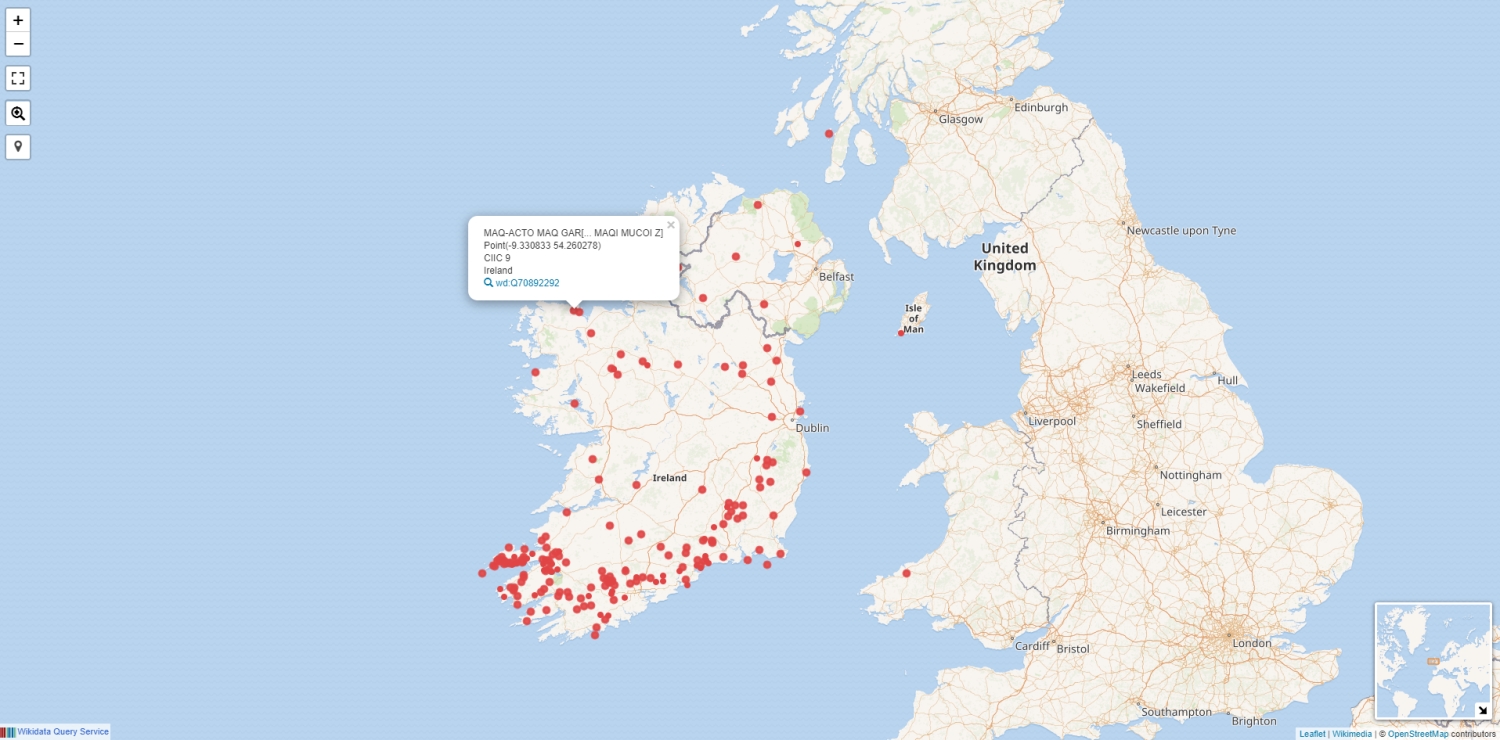 +
−
Edinburgh
Glasgow
Newcastle upon Tyne
MAQ-ACTO MAQ GAR[... MAQI MUCOI Z]
×
Point(-9.330833 54.260278)
CIIC 9
Ireland
wd:Q70892292
United
Kingdom
Belfast
Isle
of
Man
Leeds
Wakefield
Hull
Liverpool
Sheffield
Dublin
Ireland
Nottingham
Leicester
Birmingham
Cardiff
Bristol
London
Southampton
Brighton
Wikidata Query Service
Leaflet | Wikimedia | © OpenStreetMap contributors